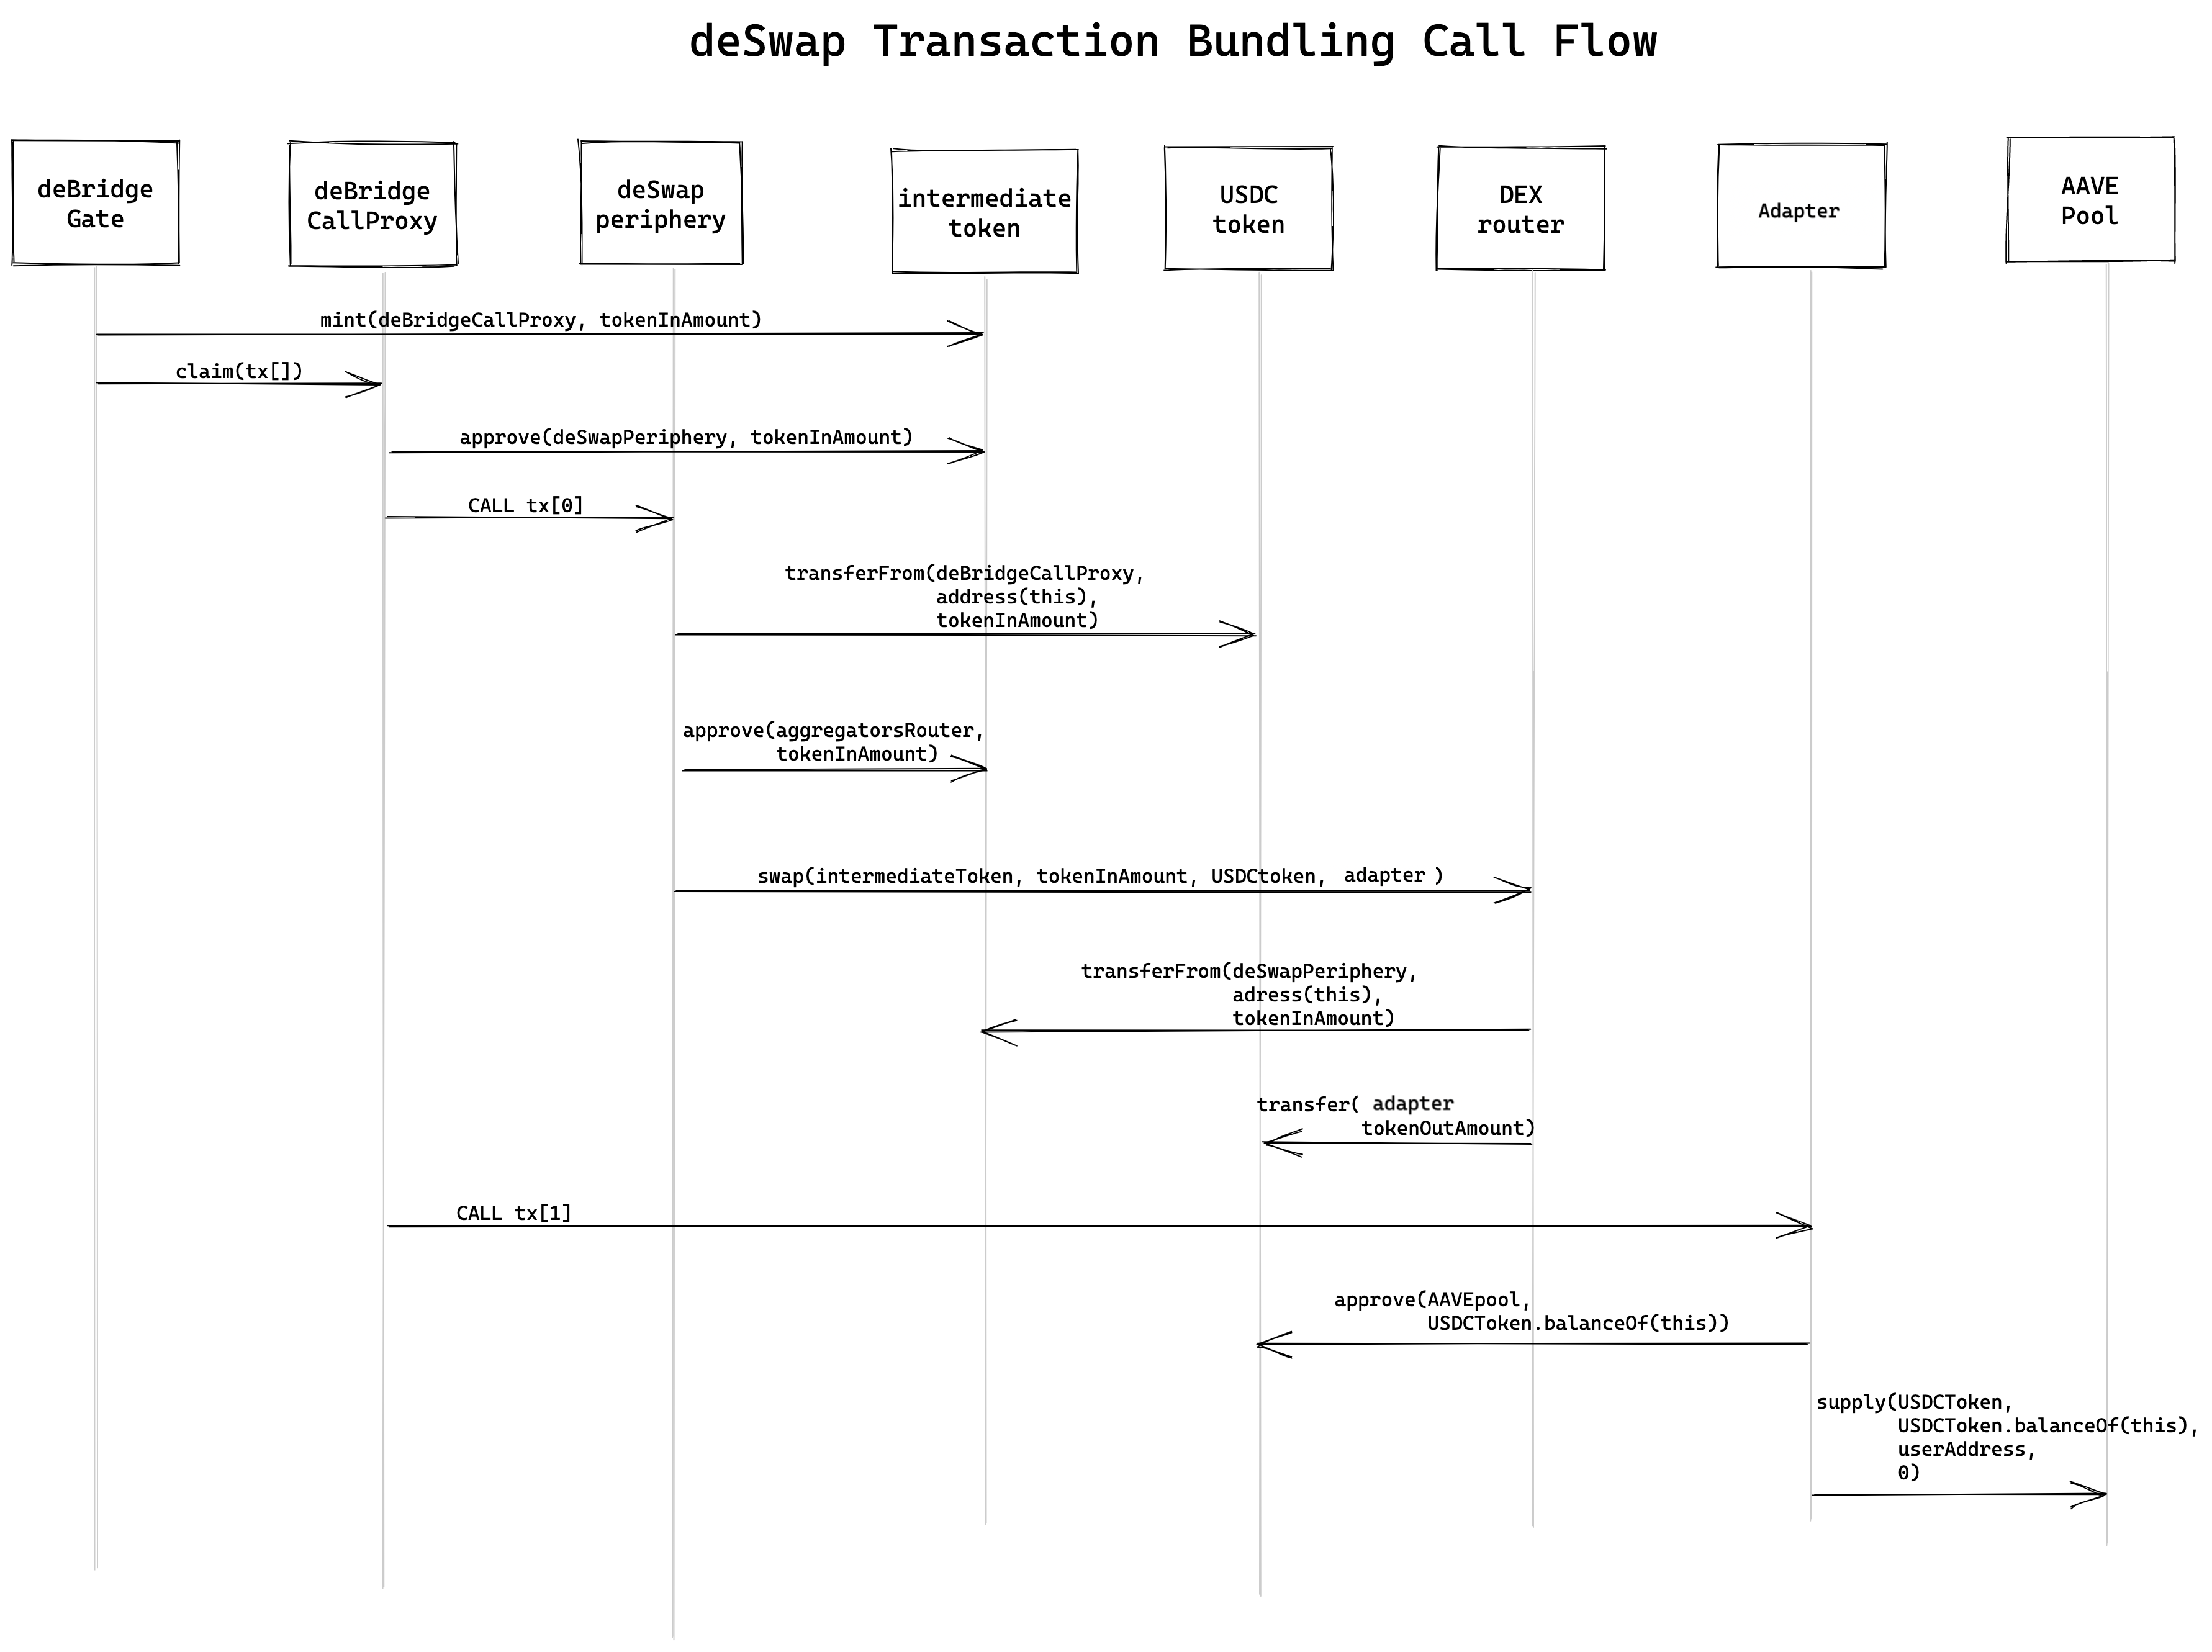 deSwap Transaction Bundling Call Flow
deBridge
Gate
deBridge
CallProxy
deSwap
periphery
intermediate
token
USDC
token
DEX
router
Adapter
AAVE
Pool
mint(deBridgeCallProxy, tokenInAmount)
claim(tx[])
approve(deSwapPeriphery, tokenInAmount)
CALL tx[0]
transferFrom(deBridgeCallProxy,
address(this),
tokenInAmount)
approve(aggregatorsRouter,
tokenInAmount)
swap(intermediateToken, tokenInAmount, USDCtoken, adapter )
transferFrom(deSwapPeriphery,
adress(this),
tokenInAmount)
transfer( adapter
tokenOutAmount)
CALL tx[1]
approve(AAVEpool,
USDCToken.balanceOf(this))
supply(USDCToken,
USDCToken.balanceOf(this),
userAddress,
0)